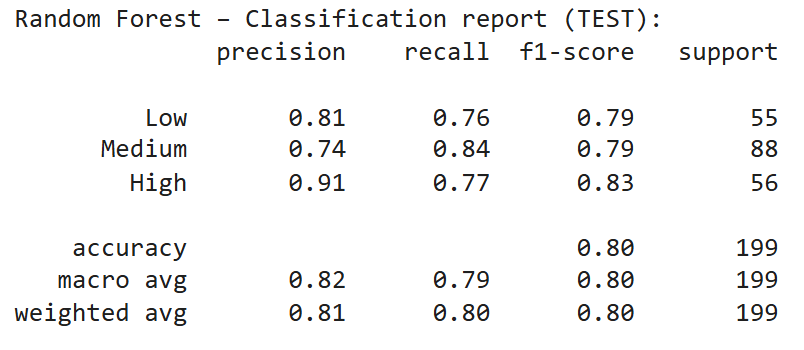 Random Forest – Classification report (TEST):
precision recall f1-score support
Low 0.81 0.76 0.79 55
Medium 0.74 0.84 0.79 88
High 0.91 0.77 0.83 56
accuracy 0.80 199
macro avg 0.82 0.79 0.80 199
weighted avg 0.81 0.80 0.80 199